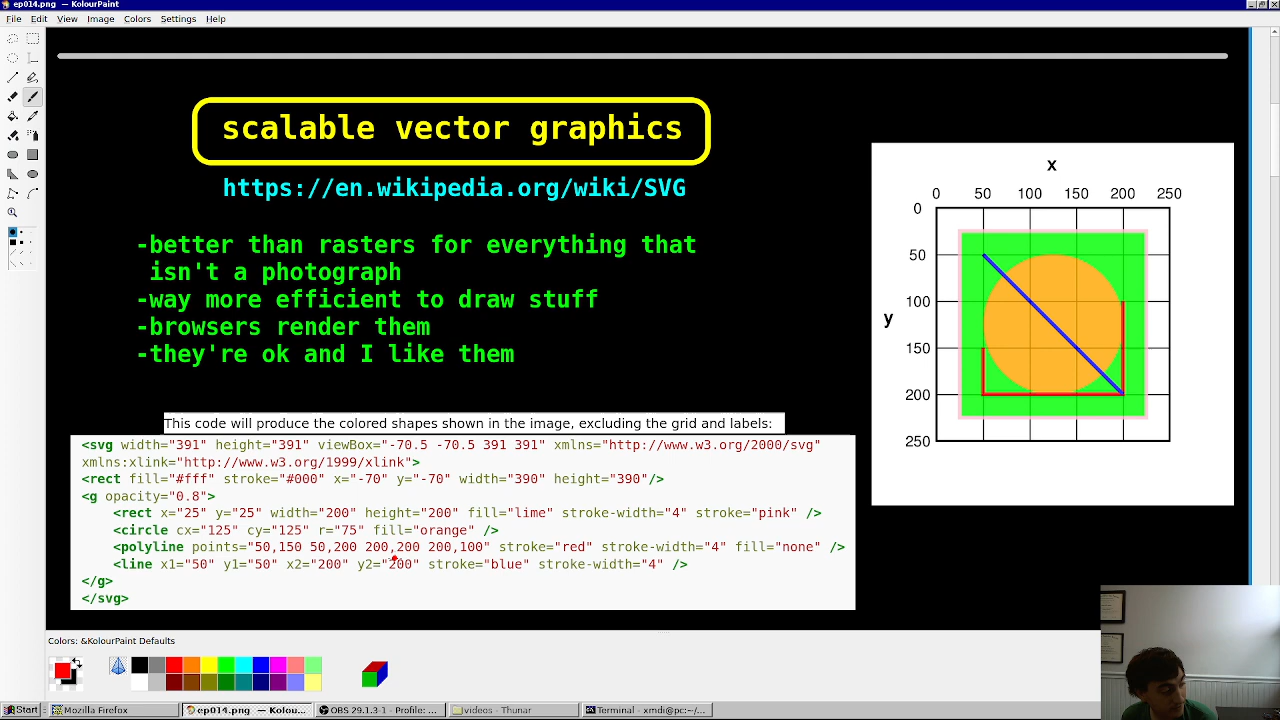 ep014.png — KolourPaint
File Edit View Image Colors Settings Help
scalable vector graphics
https://en.wikipedia.org/wiki/SVG
-better than rasters for everything that
isn't a photograph
-way more efficient to draw stuff
-browsers render them
-they're ok and I like them
x
0 50 100 150 200 250
0
50
100
y
150
200
250
This code will produce the colored shapes shown in the image, excluding the grid and labels:
<svg width="391" height="391" viewBox="-70.5 -70.5 391 391" xmlns="http://www.w3.org/2000/svg"
xmlns:xlink="http://www.w3.org/1999/xlink">
<rect fill="#fff" stroke="#000" x="-70" y="-70" width="390" height="390"/>
<g opacity="0.8">
<rect x="25" y="25" width="200" height="200" fill="lime" stroke-width="4" stroke="pink" />
<circle cx="125" cy="125" r="75" fill="orange" />
<polyline points="50,150 50,200 200,200 200,100" stroke="red" stroke-width="4" fill="none" />
<line x1="50" y1="50" x2="200" y2="200" stroke="blue" stroke-width="4" />
</g>
</svg>
Colors: &KolourPaint Defaults
Start Mozilla Firefox ep014.png — Kolou... OBS 29.1.3-1 - Profile: ... videos - Thunar Terminal - xmdi@pc:~/...